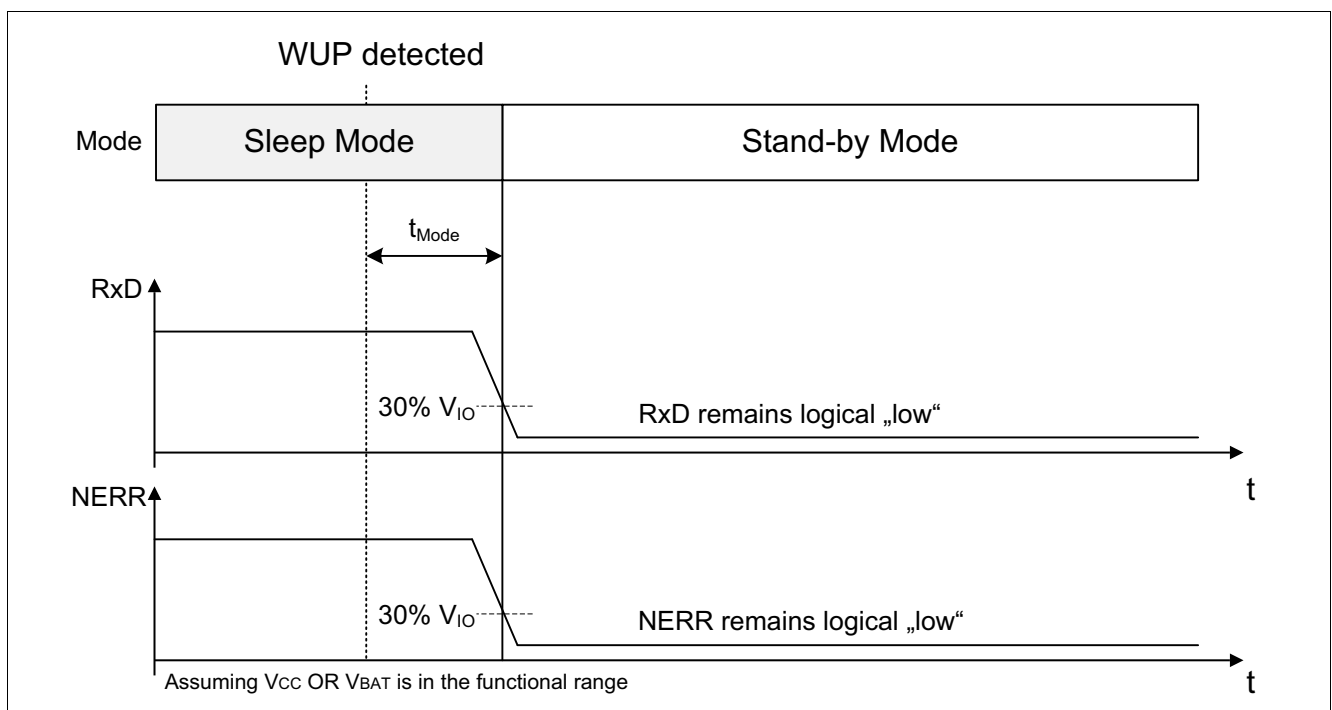 WUP detected
Mode
Sleep Mode
Stand-by Mode
tMode
RxD
30% VIO
RxD remains logical „low“
t
NERR
30% VIO
NERR remains logical „low“
Assuming VCC OR VBAT is in the functional range
t